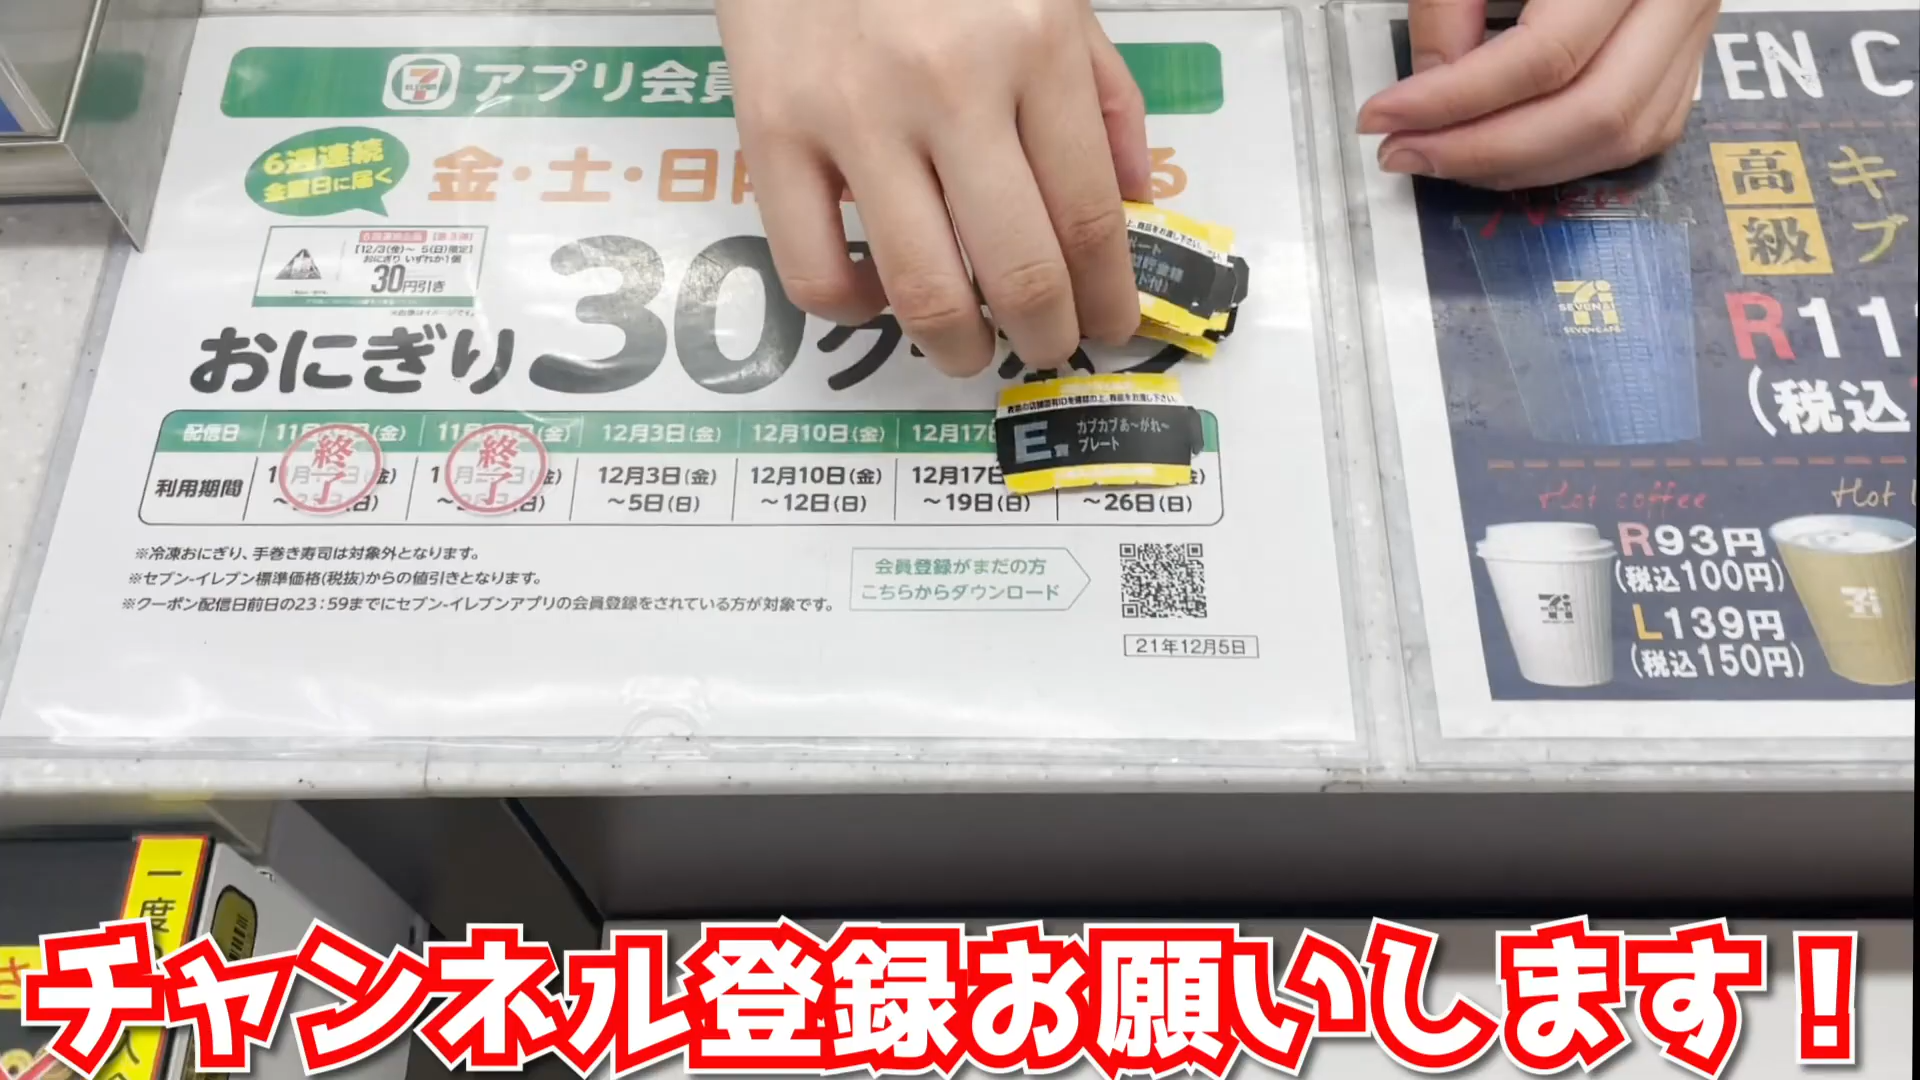 アプリ会員
6週連続
金曜日に届く
金・土・日
る
[12/3(金)～ 5(日)限定]
おにぎり いずれか1個
30円引き
おにぎり30クーポン
配信日
12月3日(金)
12月10日(金)
12月17
利用期間
12月3日(金)
～5日(日)
12月10日(金)
～12日(日)
12月17
～19日(日)
～26日(日)
終了
終了
※冷凍おにぎり、手巻き寿司は対象外となります。
※セブン-イレブン標準価格(税抜)からの値引きとなります。
※クーポン配信日前日の23:59までにセブン-イレブンアプリの会員登録をされている方が対象です。
会員登録がまだの方
こちらからダウンロード
21年12月5日
E.
カプカプあ～がれ～
プレート
EN C
高級
キ
ブ
R11
(税込
Hot coffee
Hot
R93円
(税込100円)
L139円
(税込150円)
一度
チャンネル登録お願いします！